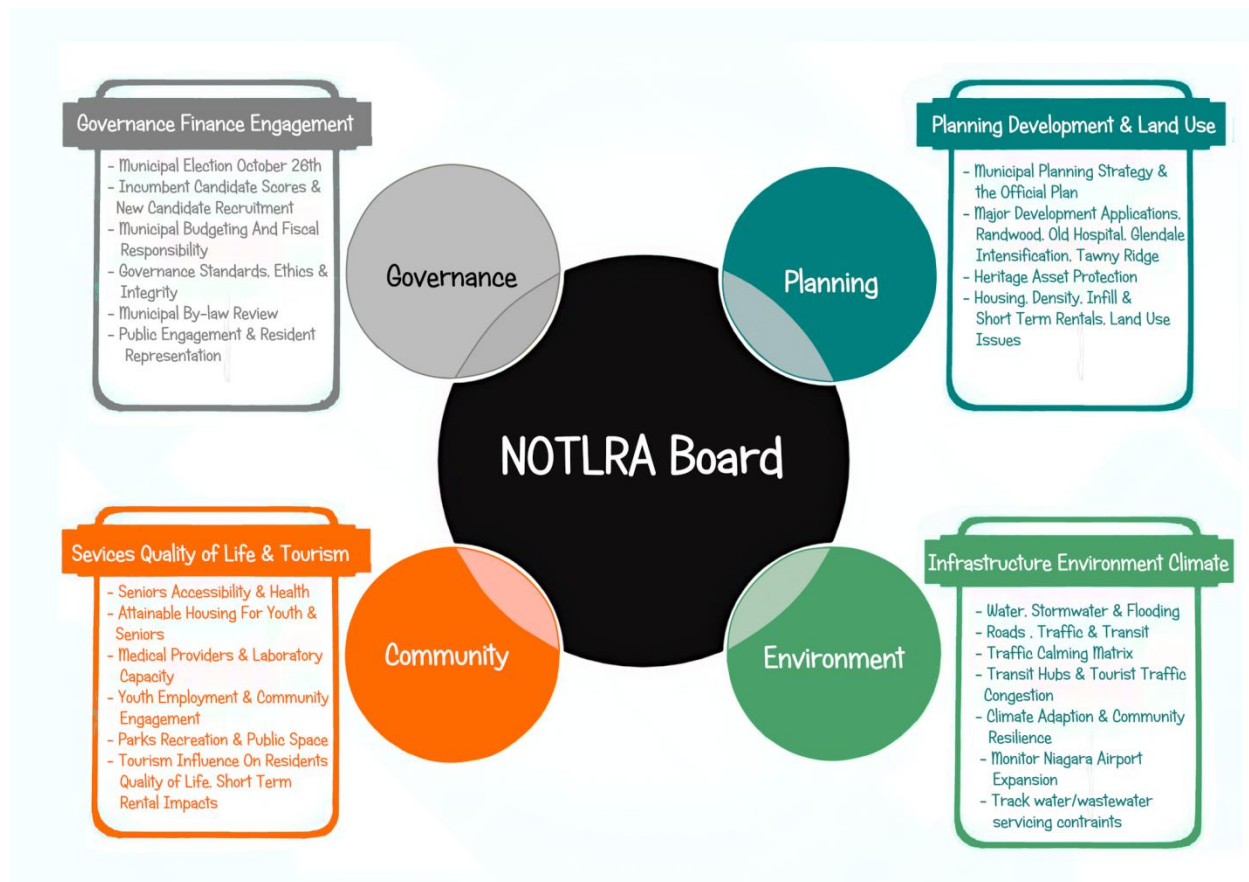 Governance Finance Engagement
- Municipal Election October 26th
- Incumbent Candidate Scores &
New Candidate Recruitment
- Municipal Budgeting And Fiscal
Responsibility
- Governance Standards, Ethics &
Integrity
- Municipal By-law Review
- Public Engagement & Resident
Representation
Governance
Planning Development & Land Use
- Municipal Planning Strategy &
the Official Plan
- Major Development Applications,
Randwood, Old Hospital, Glendale
Intensification, Tawny Ridge
- Heritage Asset Protection
- Housing, Density, Infill &
Short Term Rentals, Land Use
Issues
Planning
NOTLRA Board
Sevices Quality of Life & Tourism
- Seniors Accessibility & Health
- Attainable Housing For Youth &
Seniors
- Medical Providers & Laboratory
Capacity
- Youth Employment & Community
Engagement
- Parks Recreation & Public Space
- Tourism Influence On Residents
Quality of Life, Short Term
Rental Impacts
Community
Infrastructure Environment Climate
- Water, Stormwater & Flooding
- Roads , Traffic & Transit
- Traffic Calming Matrix
- Transit Hubs & Tourist Traffic
Congestion
- Climate Adaption & Community
Resilience
- Monitor Niagara Airport
Expansion
- Track water/wastewater
servicing contraints
Environment